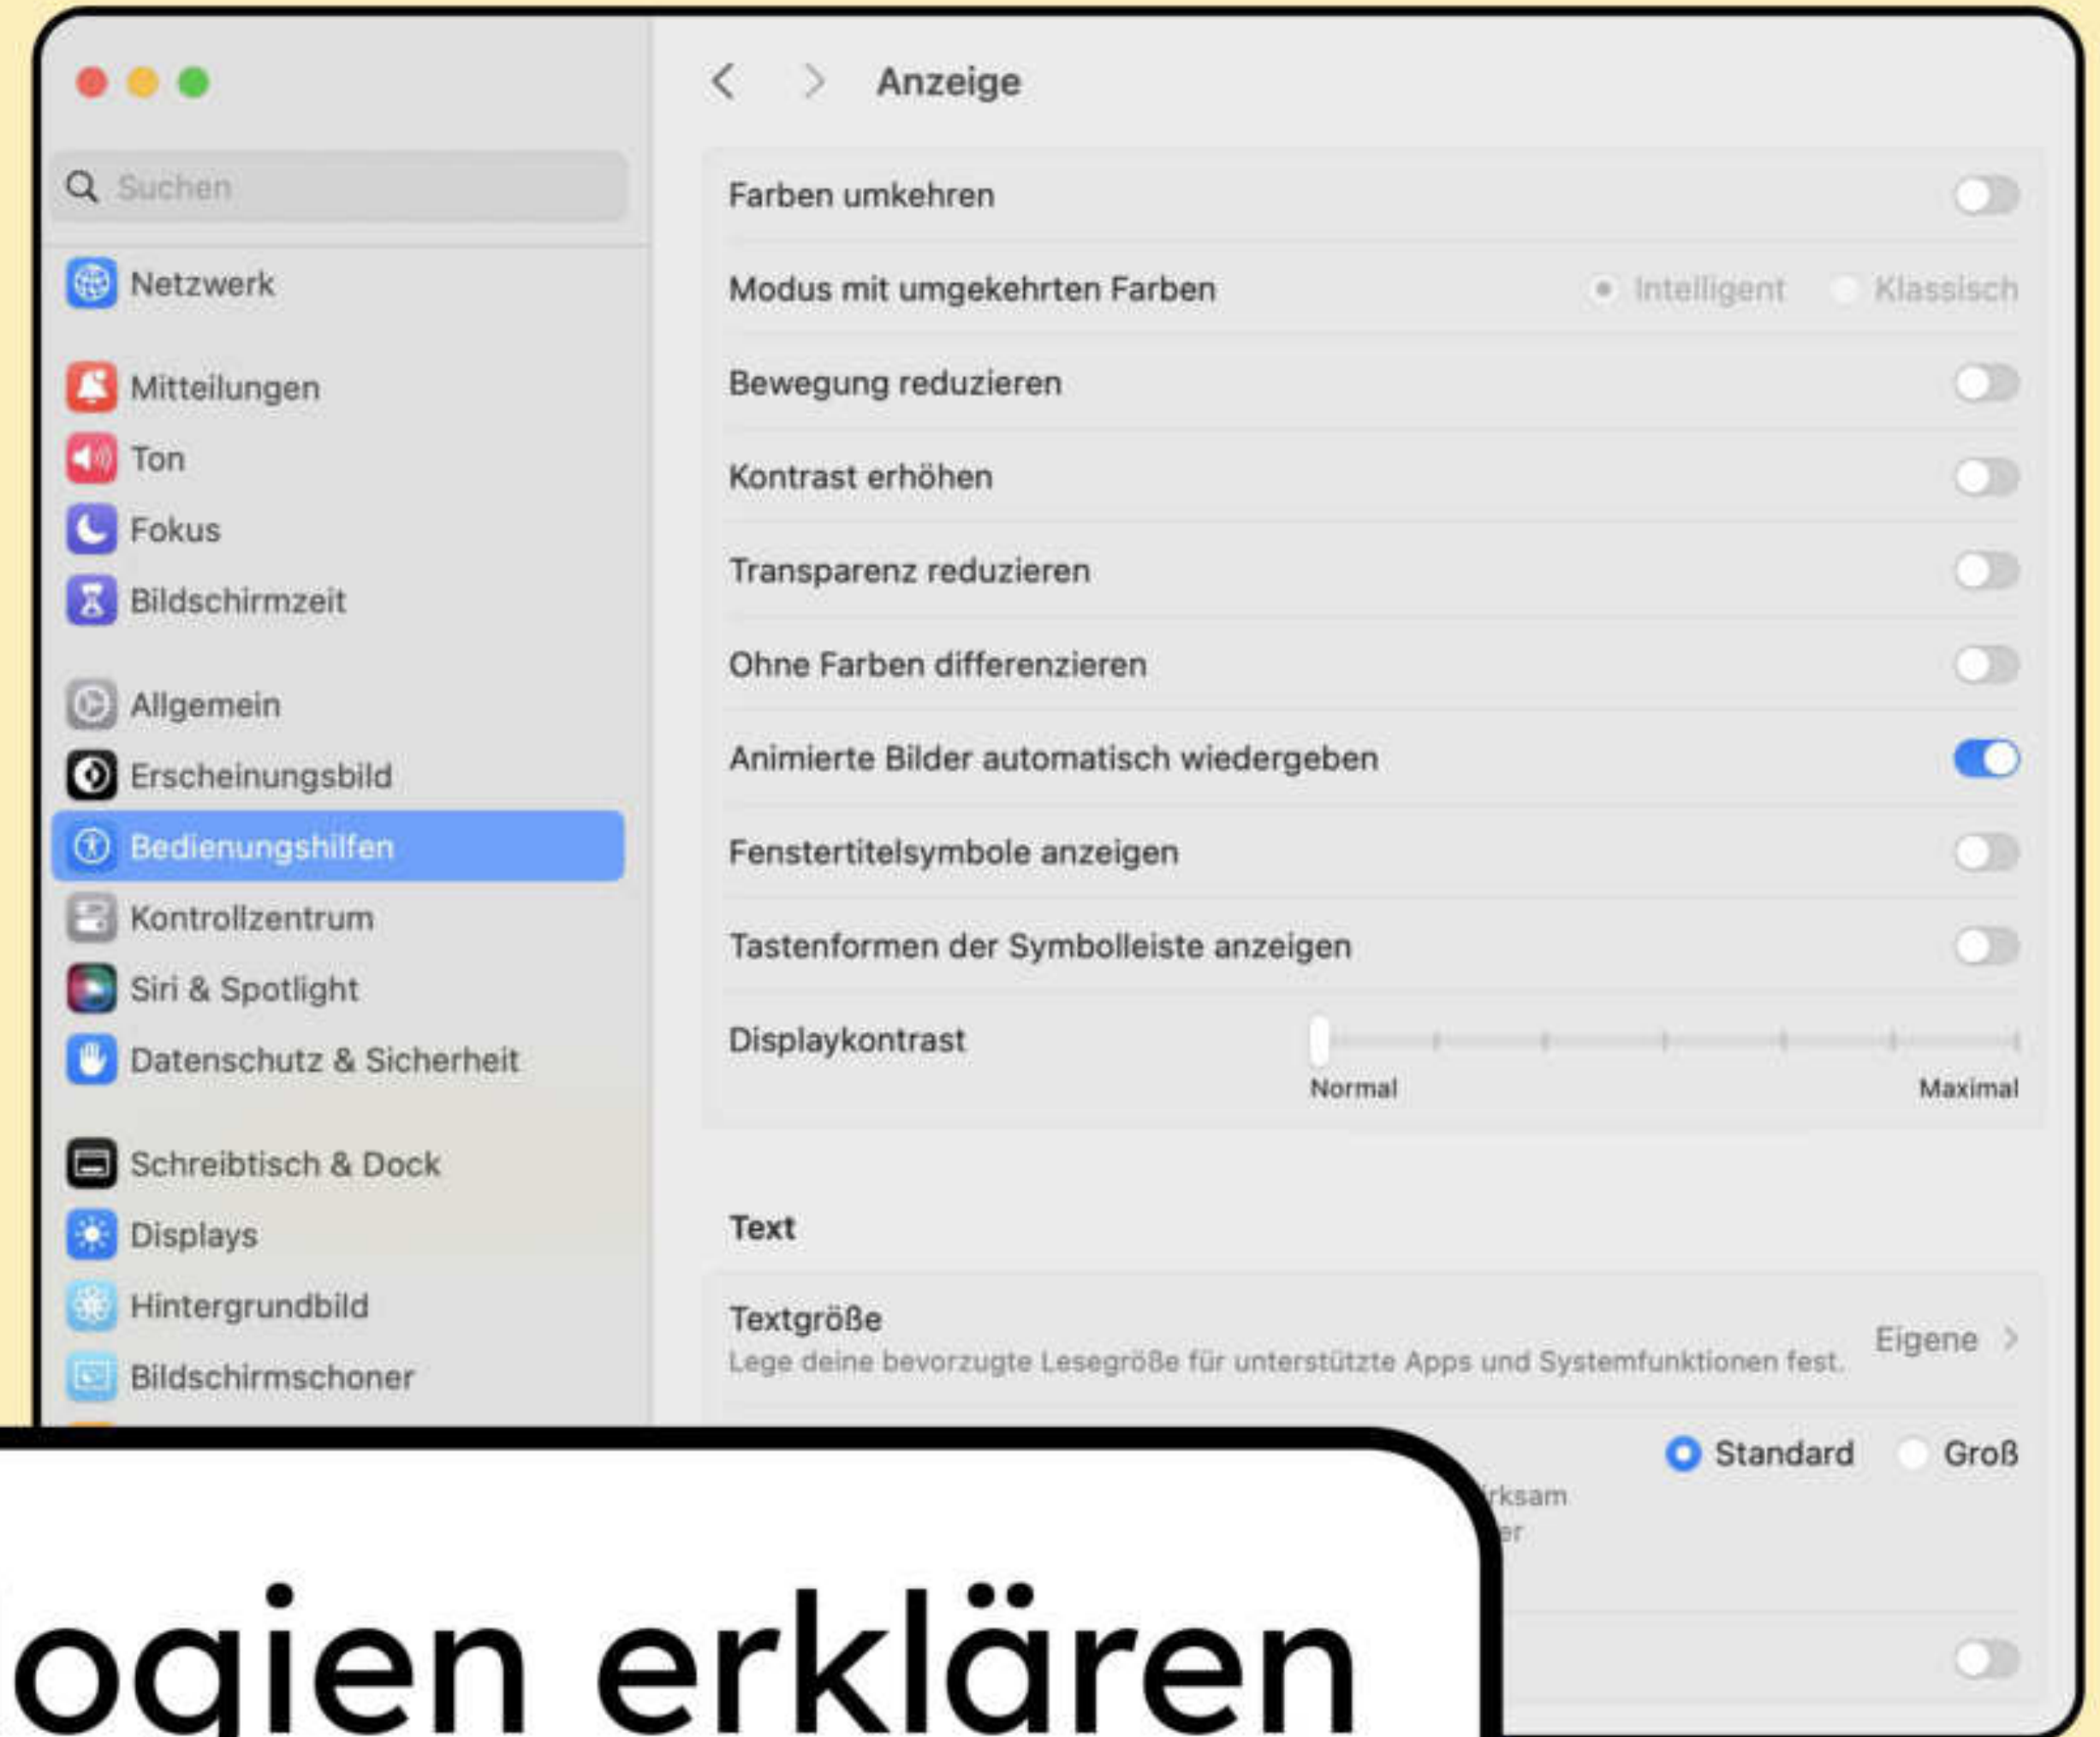 Suchen
Netzwerk
Mitteilungen
Ton
Fokus
Bildschirmzeit
Allgemein
Erscheinungsbild
Bedienungshilfen
Kontrollzentrum
Siri & Spotlight
Datenschutz & Sicherheit
Schreibtisch & Dock
Displays
Hintergrundbild
Bildschirmschoner
Anzeige
Farben umkehren
Modus mit umgekehrten Farben Intelligent Klassisch
Bewegung reduzieren
Kontrast erhöhen
Transparenz reduzieren
Ohne Farben differenzieren
Animierte Bilder automatisch wiedergeben
Fenstertitelsymbole anzeigen
Tastenformen der Symbolleiste anzeigen
Displaykontrast
Normal Maximal
Text
Textgröße
Lege deine bevorzugte Lesegröße für unterstützte Apps und Systemfunktionen fest.
Eigene
Standard Groß
erklären